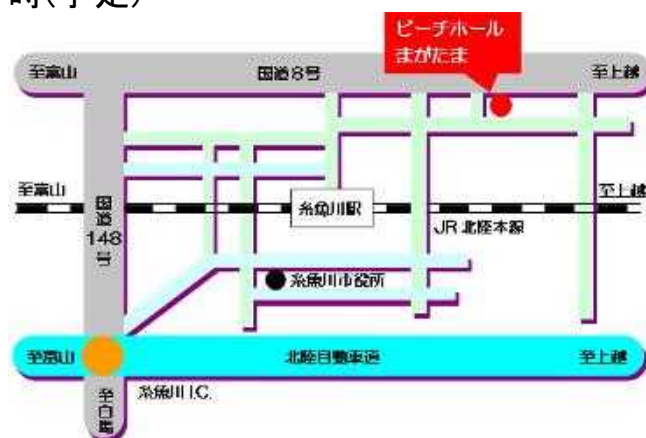 時(予定)
ビーチホール
まがたま
至富山
国道8号
至上越
至富山
至上越
国道
148
号
糸魚川駅
JR北陸本線
糸魚川市役所
至富山
北陸自動車道
至上越
至白馬
糸魚川I.C.